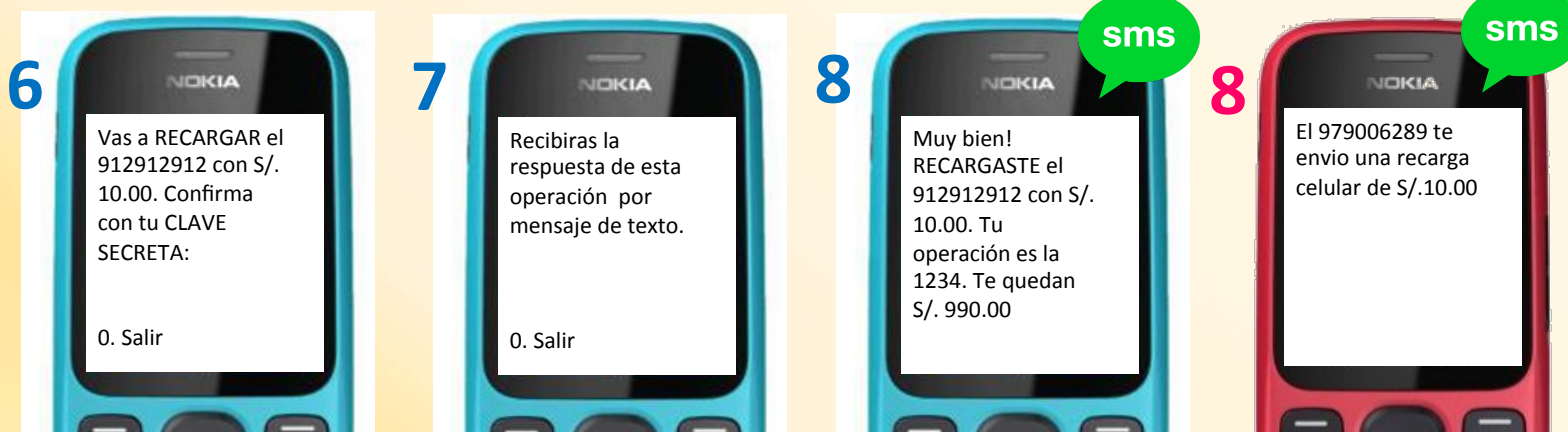 6
NOKIA
Vas a RECARGAR el
912912912 con S/.
10.00. Confirma
con tu CLAVE
SECRETA:
0. Salir
7
NOKIA
Recibiras la
respuesta de esta
operación por
mensaje de texto.
0. Salir
8
sms
NOKIA
Muy bien!
RECARGASTE el
912912912 con S/.
10.00. Tu
operación es la
1234. Te quedan
S/. 990.00
8
sms
NOKIA
El 979006289 te
envio una recarga
celular de S/.10.00